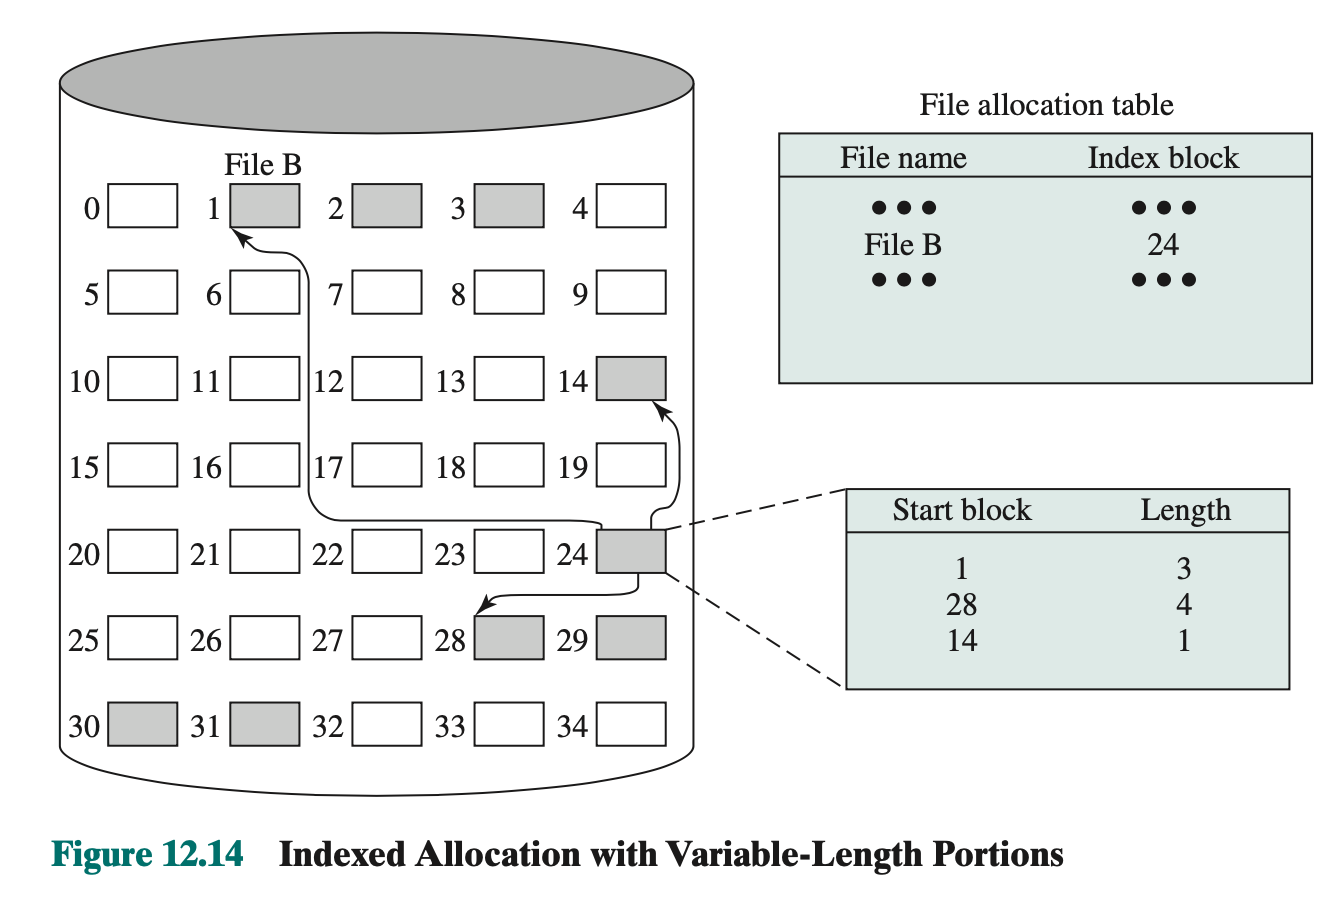 File B
0 1 2 3 4
5 6 7 8 9
10 11 12 13 14
15 16 17 18 19
20 21 22 23 24
25 26 27 28 29
30 31 32 33 34
File allocation table
File name Index block
••• •••
File B 24
••• •••
Start block Length
1 3
28 4
14 1
Figure 12.14 Indexed Allocation with Variable-Length Portions